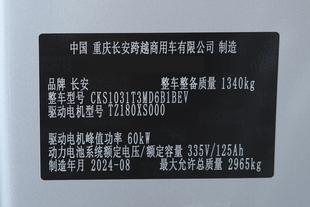 中国 重庆长安跨越商用车有限公司 制造
品牌 长安 整车整备质量 1340kg
整车型号 CKS1031T3MD6B1BEV
驱动电机型号 TZ180XS000
驱动电机峰值功率 60kW
动力电池系统额定电压/额定容量 335V/125Ah
制造年月 2024-08 最大允许总质量 2965kg